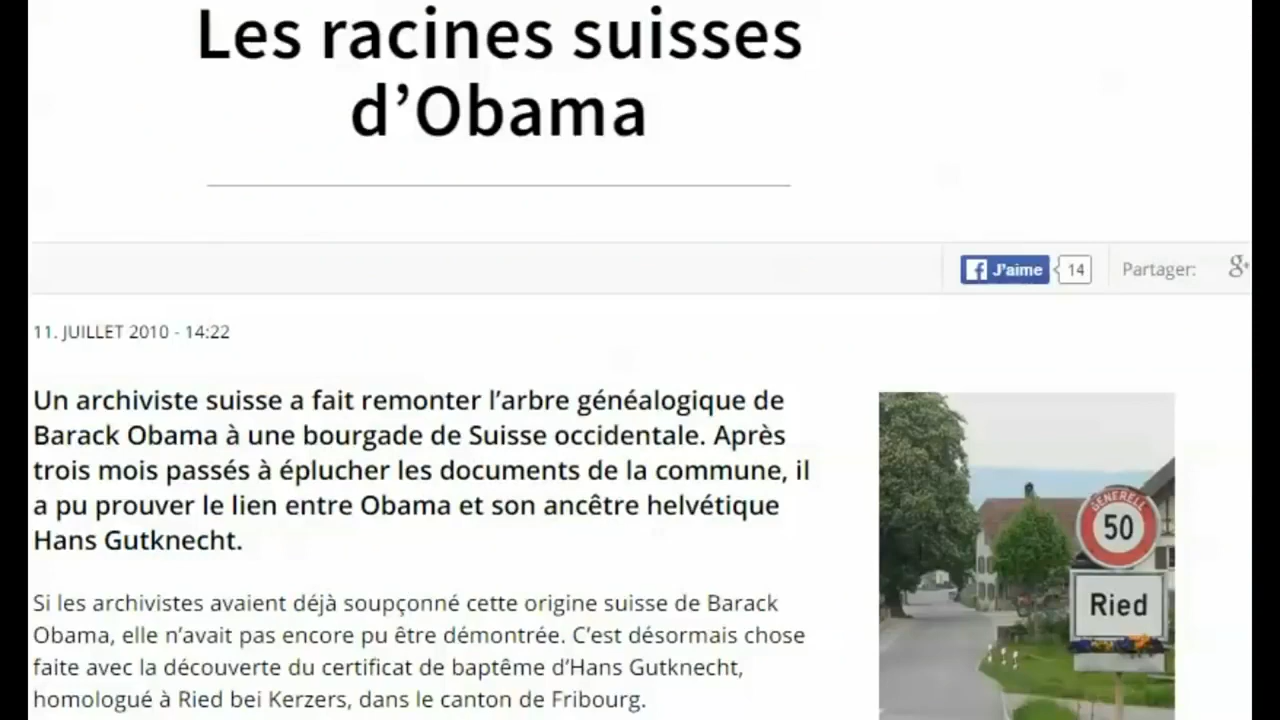 Les racines suisses
d’Obama
J'aime
14
Partager:
g+
11. JUILLET 2010 - 14:22
Un archiviste suisse a fait remonter l’arbre généalogique de
Barack Obama à une bourgade de Suisse occidentale. Après
trois mois passés à éplucher les documents de la commune, il
a pu prouver le lien entre Obama et son ancêtre helvétique
Hans Gutknecht.
Si les archivistes avaient déjà soupçonné cette origine suisse de Barack
Obama, elle n’avait pas encore pu être démontrée. C’est désormais chose
faite avec la découverte du certificat de baptême d’Hans Gutknecht,
homologué à Ried bei Kerzers, dans le canton de Fribourg.
GENERELL
50
Ried